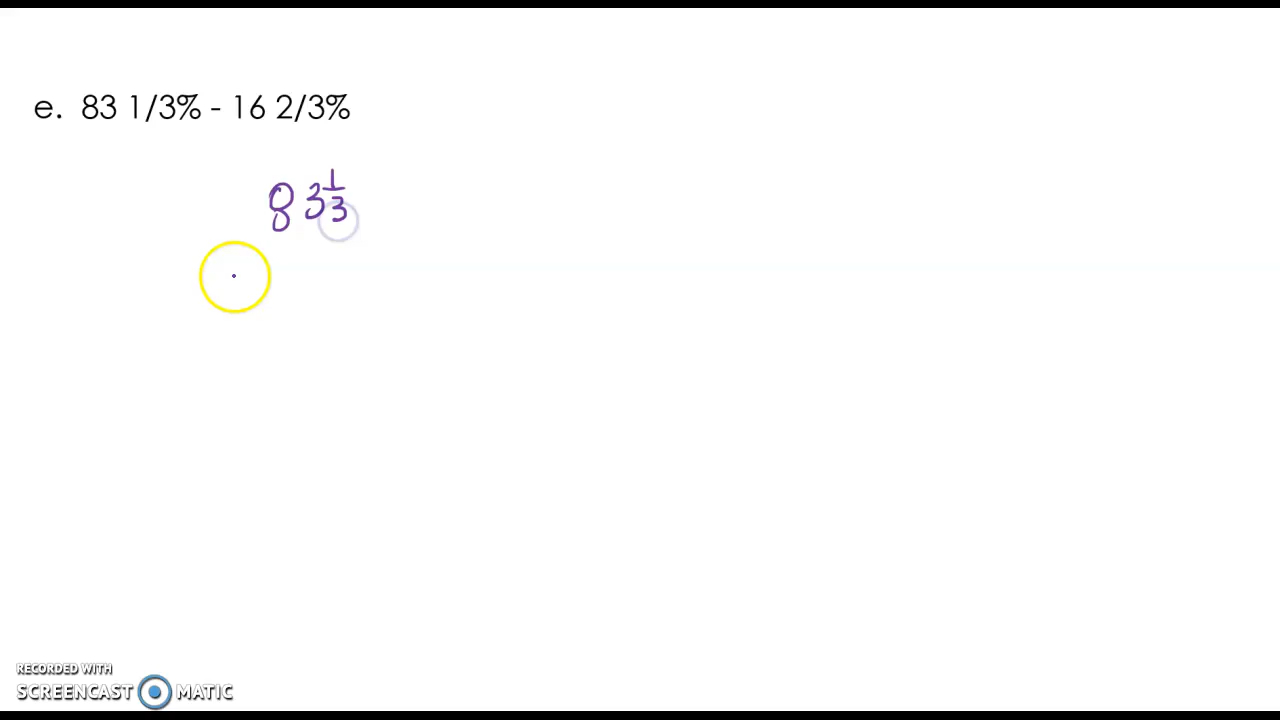 e. 83 1/3% - 16 2/3%
83 1/3
RECORDED WITH
SCREENCAST MATIC